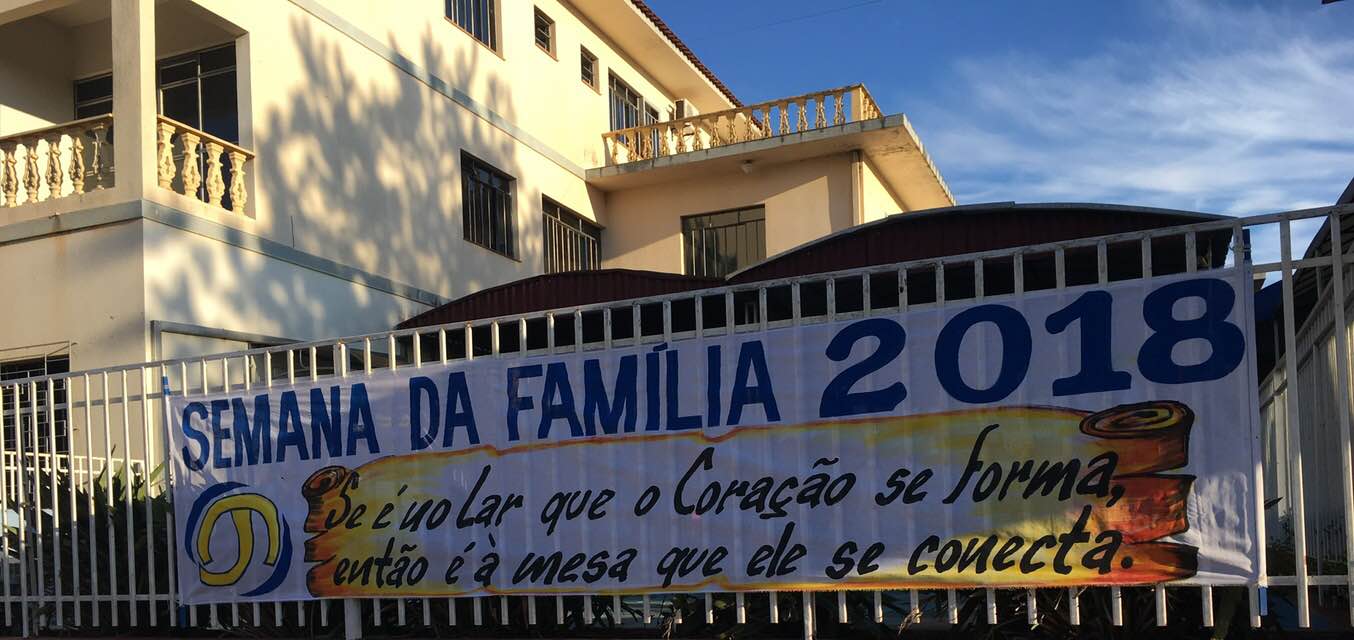 SEMANA DA FAMÍLIA 2018
Se é no Lar que o Coração se forma,
então é à mesa que ele se conecta.